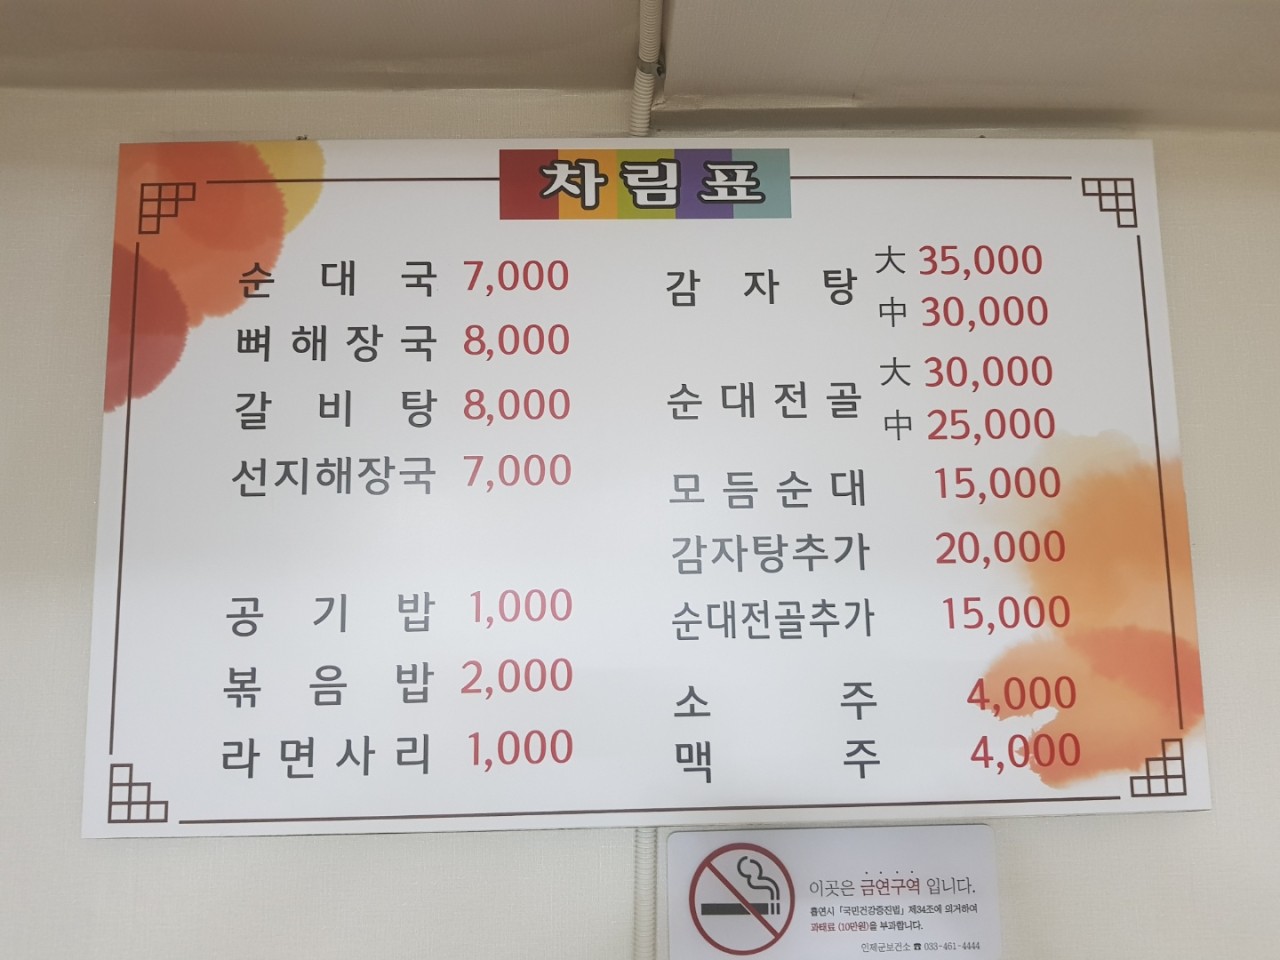 차림표
순대국 7,000
뼈해장국 8,000
갈비탕 8,000
선지해장국 7,000
공기밥 1,000
볶음밥 2,000
라면사리 1,000
감자탕 大 35,000
中 30,000
순대전골 大 30,000
中 25,000
모듬순대 15,000
감자탕추가 20,000
순대전골추가 15,000
소주 4,000
맥주 4,000
이곳은 금연구역 입니다.
흡연시 「국민건강증진법」 제34조에 의거하여
과태료 (10만원)을 부과합니다.
인제군보건소 ☎ 033-461-4444